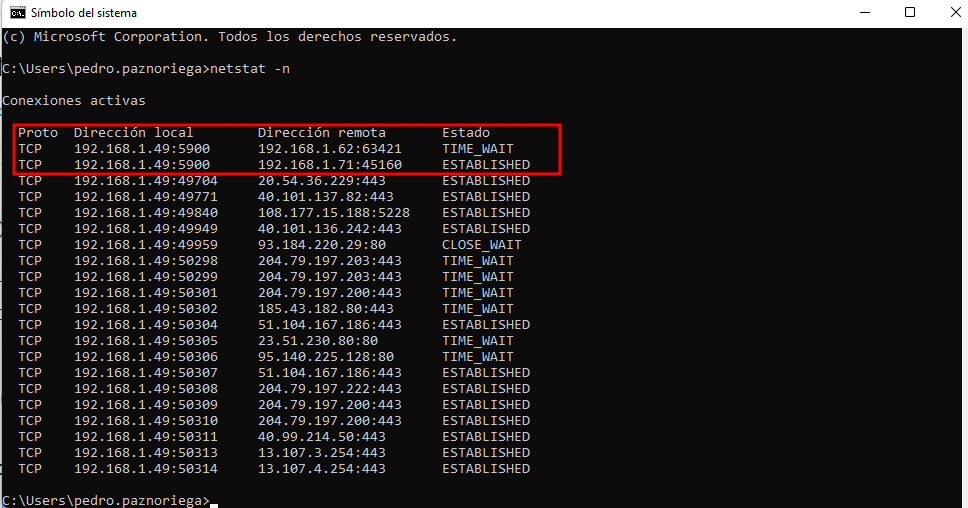 Símbolo del sistema
(c) Microsoft Corporation. Todos los derechos reservados.
C:\Users\pedro.paznoriega>netstat -n
Conexiones activas
Proto  Dirección local        Dirección remota       Estado
TCP    192.168.1.49:5900      192.168.1.62:63421     TIME_WAIT
TCP    192.168.1.49:5900      192.168.1.71:45160     ESTABLISHED
TCP    192.168.1.49:49704     20.54.36.229:443       ESTABLISHED
TCP    192.168.1.49:49771     40.101.137.82:443      ESTABLISHED
TCP    192.168.1.49:49840     108.177.15.188:5228    ESTABLISHED
TCP    192.168.1.49:49949     40.101.136.242:443     ESTABLISHED
TCP    192.168.1.49:49959     93.184.220.29:80       CLOSE_WAIT
TCP    192.168.1.49:50298     204.79.197.203:443     TIME_WAIT
TCP    192.168.1.49:50299     204.79.197.203:443     TIME_WAIT
TCP    192.168.1.49:50301     204.79.197.200:443     TIME_WAIT
TCP    192.168.1.49:50302     185.43.182.80:443      TIME_WAIT
TCP    192.168.1.49:50304     51.104.167.186:443     ESTABLISHED
TCP    192.168.1.49:50305     23.51.230.80:80        TIME_WAIT
TCP    192.168.1.49:50306     95.140.225.128:80      TIME_WAIT
TCP    192.168.1.49:50307     51.104.167.186:443     ESTABLISHED
TCP    192.168.1.49:50308     204.79.197.222:443     ESTABLISHED
TCP    192.168.1.49:50309     204.79.197.200:443     ESTABLISHED
TCP    192.168.1.49:50310     204.79.197.200:443     ESTABLISHED
TCP    192.168.1.49:50311     40.99.214.50:443       ESTABLISHED
TCP    192.168.1.49:50313     13.107.3.254:443       ESTABLISHED
TCP    192.168.1.49:50314     13.107.4.254:443       ESTABLISHED
C:\Users\pedro.paznoriega>